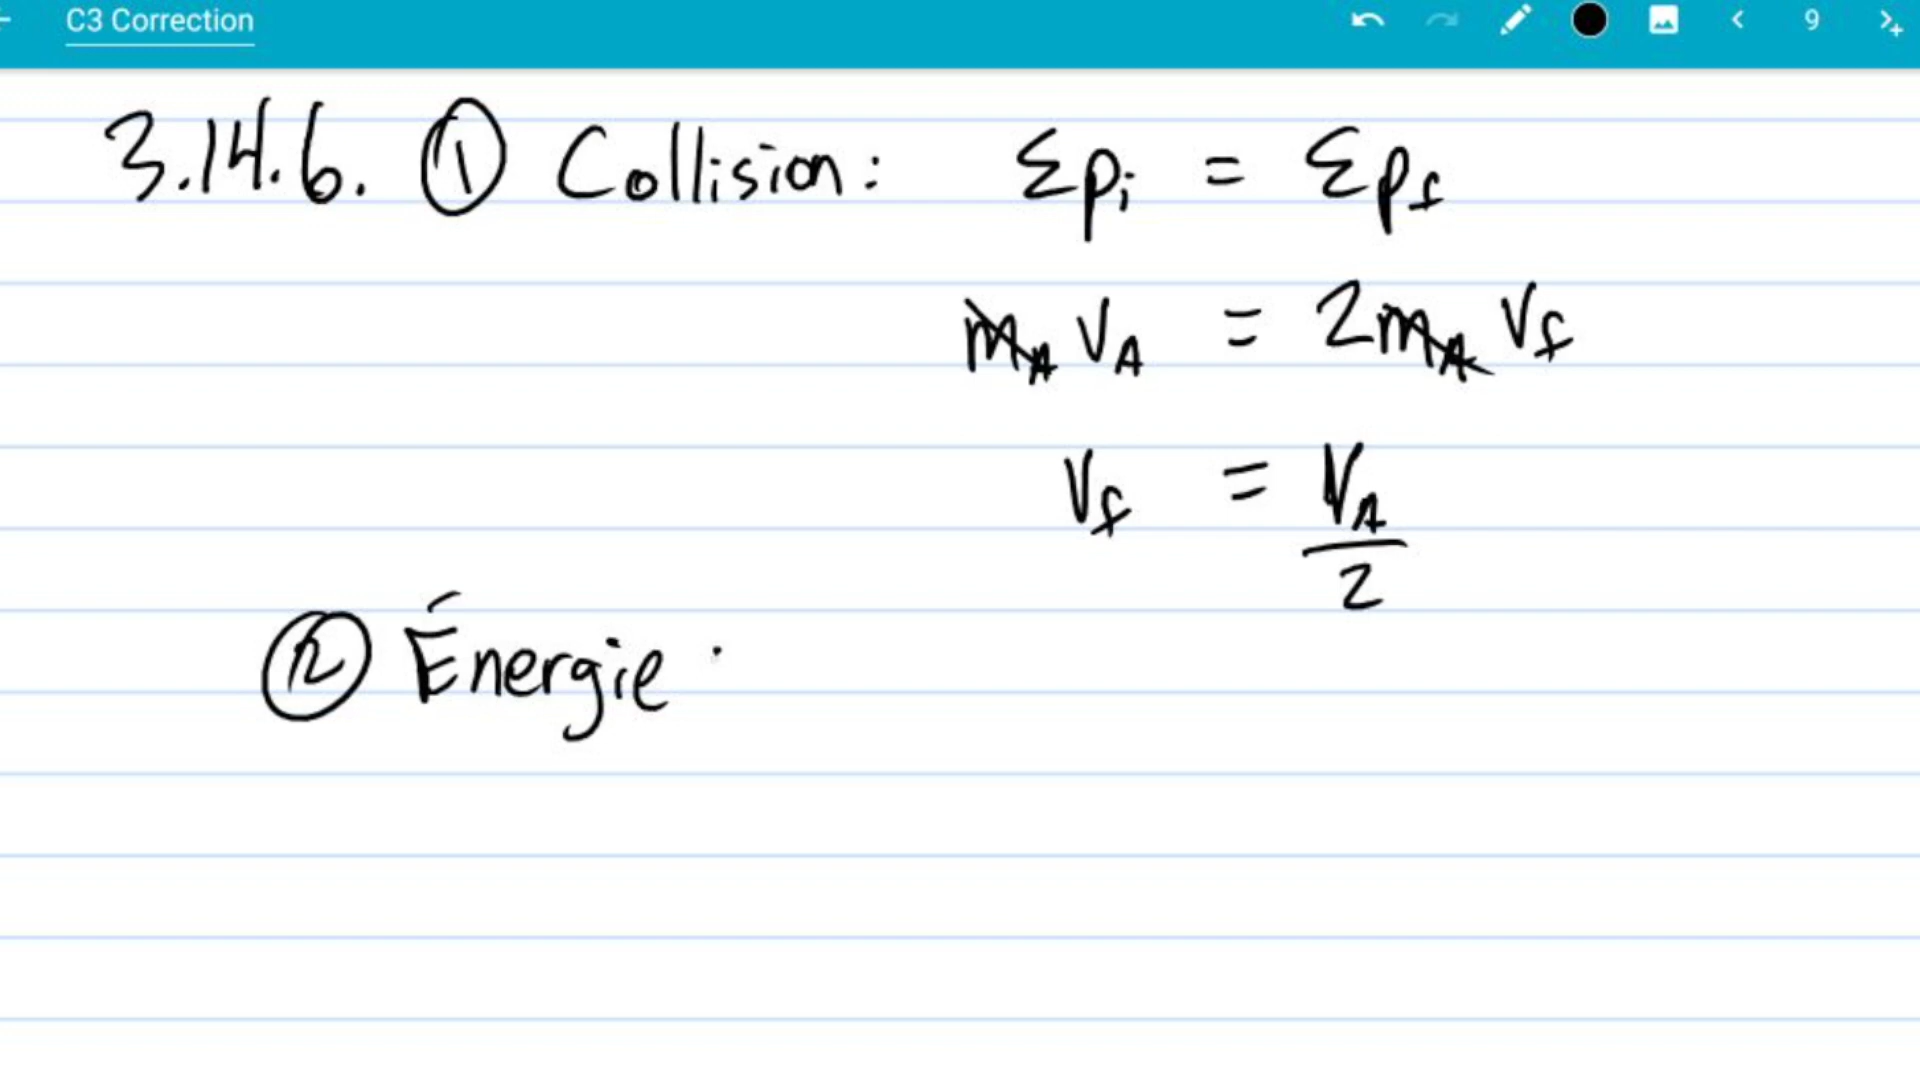 C3 Correction
9
3.14.6. ① Collision: Σpᵢ = Σp_f
m_A v_A = 2m_A v_f
v_f = v_A/2
② Énergie ·